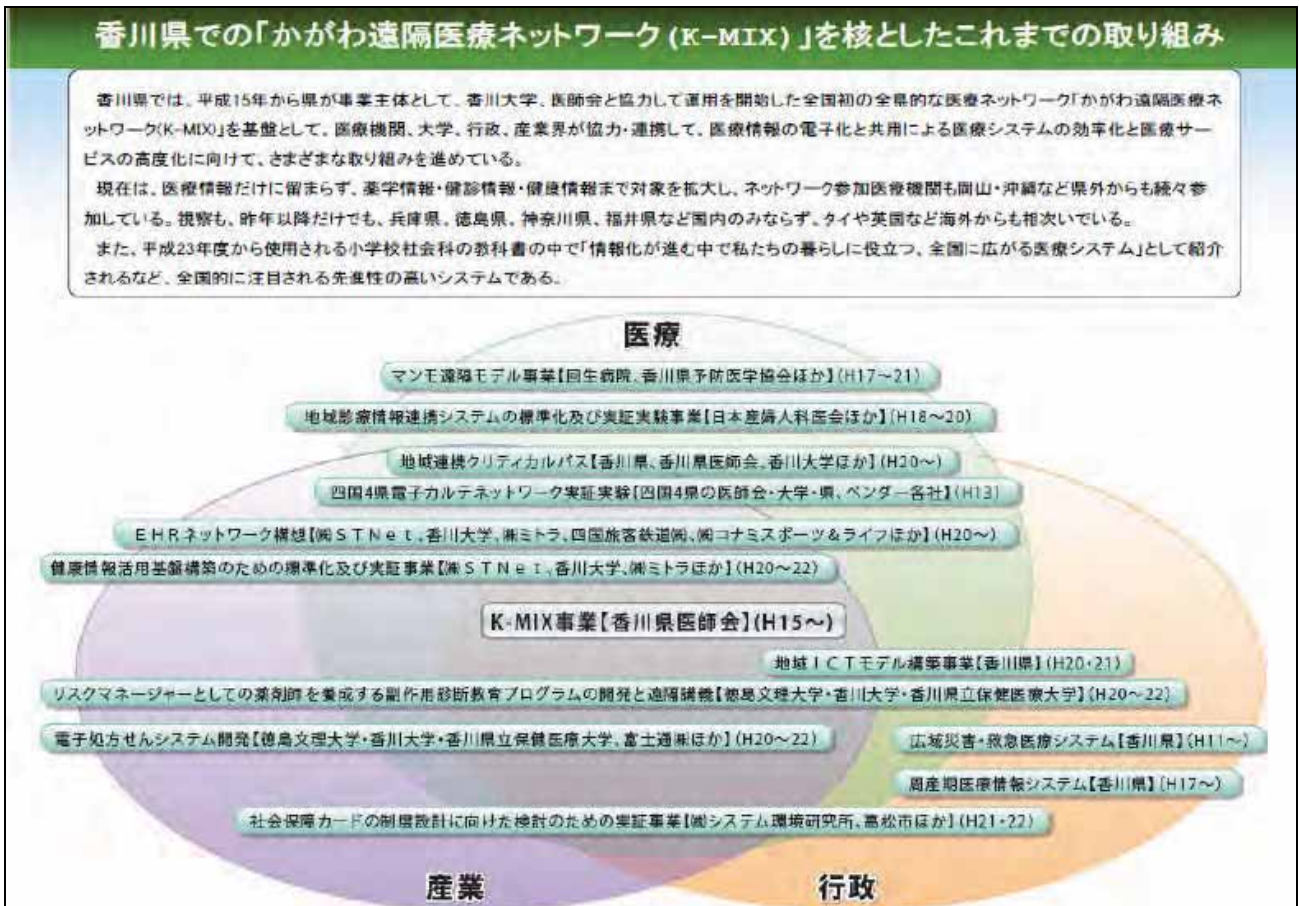 香川県での「かがわ遠隔医療ネットワーク(K-MIX)」を核としたこれまでの取り組み
香川県では、平成15年から県が事業主体として、香川大学、医師会と協力して運用を開始した全国初の全県的な医療ネットワーク「かがわ遠隔医療ネ
ットワーク(K-MIX)」を基盤として、医療機関、大学、行政、産業界が協力・連携して、医療情報の電子化と共用による医療システムの効率化と医療サー
ビスの高度化に向けて、さまざまな取り組みを進めている。
現在は、医療情報だけに留まらず、薬学情報・健診情報・健康情報まで対象を拡大し、ネットワーク参加医療機関も岡山・沖縄など県外からも続々参
加している。視察も、昨年以降だけでも、兵庫県、徳島県、神奈川県、福井県など国内のみならず、タイや英国など海外からも相次いでいる。
また、平成23年度から使用される小学校社会科の教科書の中で「情報化が進む中で私たちの暮らしに役立つ、全国に広がる医療システム」として紹介
されるなど、全国的に注目される先進性の高いシステムである。
医療
マンモ遠隔モデル事業【回生病院、香川県予防医学協会ほか】(H17～21)
地域診療情報連携システムの標準化及び実証実験事業【日本産婦人科医会ほか】(H18～20)
地域連携クリティカルパス【香川県、香川県医師会、香川大学ほか】(H20～)
四国4県電子カルテネットワーク実証実験【四国4県の医師会・大学・県、ベンダー各社】(H13)
EHRネットワーク構想【㈱STNet、香川大学、㈱ミトラ、四国旅客鉄道㈱、㈱コナミスポーツ&ライフほか】(H20～)
健康情報活用基盤構築のための標準化及び実証事業【㈱STNet、香川大学、㈱ミトラほか】(H20～22)
K-MIX事業【香川県医師会】(H15～)
地域ICTモデル構築事業【香川県】(H20・21)
リスクマネージャーとしての薬剤師を養成する副作用診断教育プログラムの開発と遠隔講義【徳島文理大学・香川大学・香川県立保健医療大学】(H20～22)
電子処方せんシステム開発【徳島文理大学・香川大学・香川県立保健医療大学、富士通㈱ほか】(H20～22)
広域災害・救急医療システム【香川県】(H11～)
周産期医療情報システム【香川県】(H17～)
社会保障カードの制度設計に向けた検討のための実証事業【㈱システム環境研究所、高松市ほか】(H21・22)
産業
行政